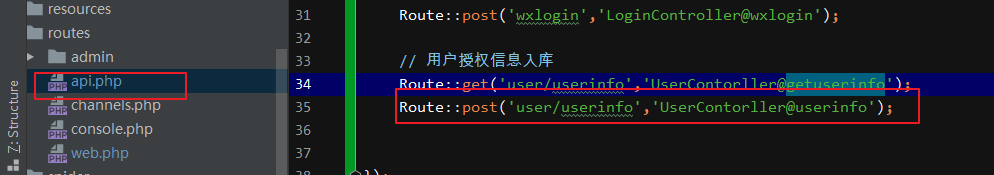 resources
routes
admin
api.php
channels.php
console.php
web.php
Z: Structure
31 Route::post('wxlogin','LoginController@wxlogin');
32
33 // 用户授权信息入库
34 Route::get('user/userinfo','UserContorller@getuserinfo');
35 Route::post('user/userinfo','UserContorller@userinfo');
36
37
});